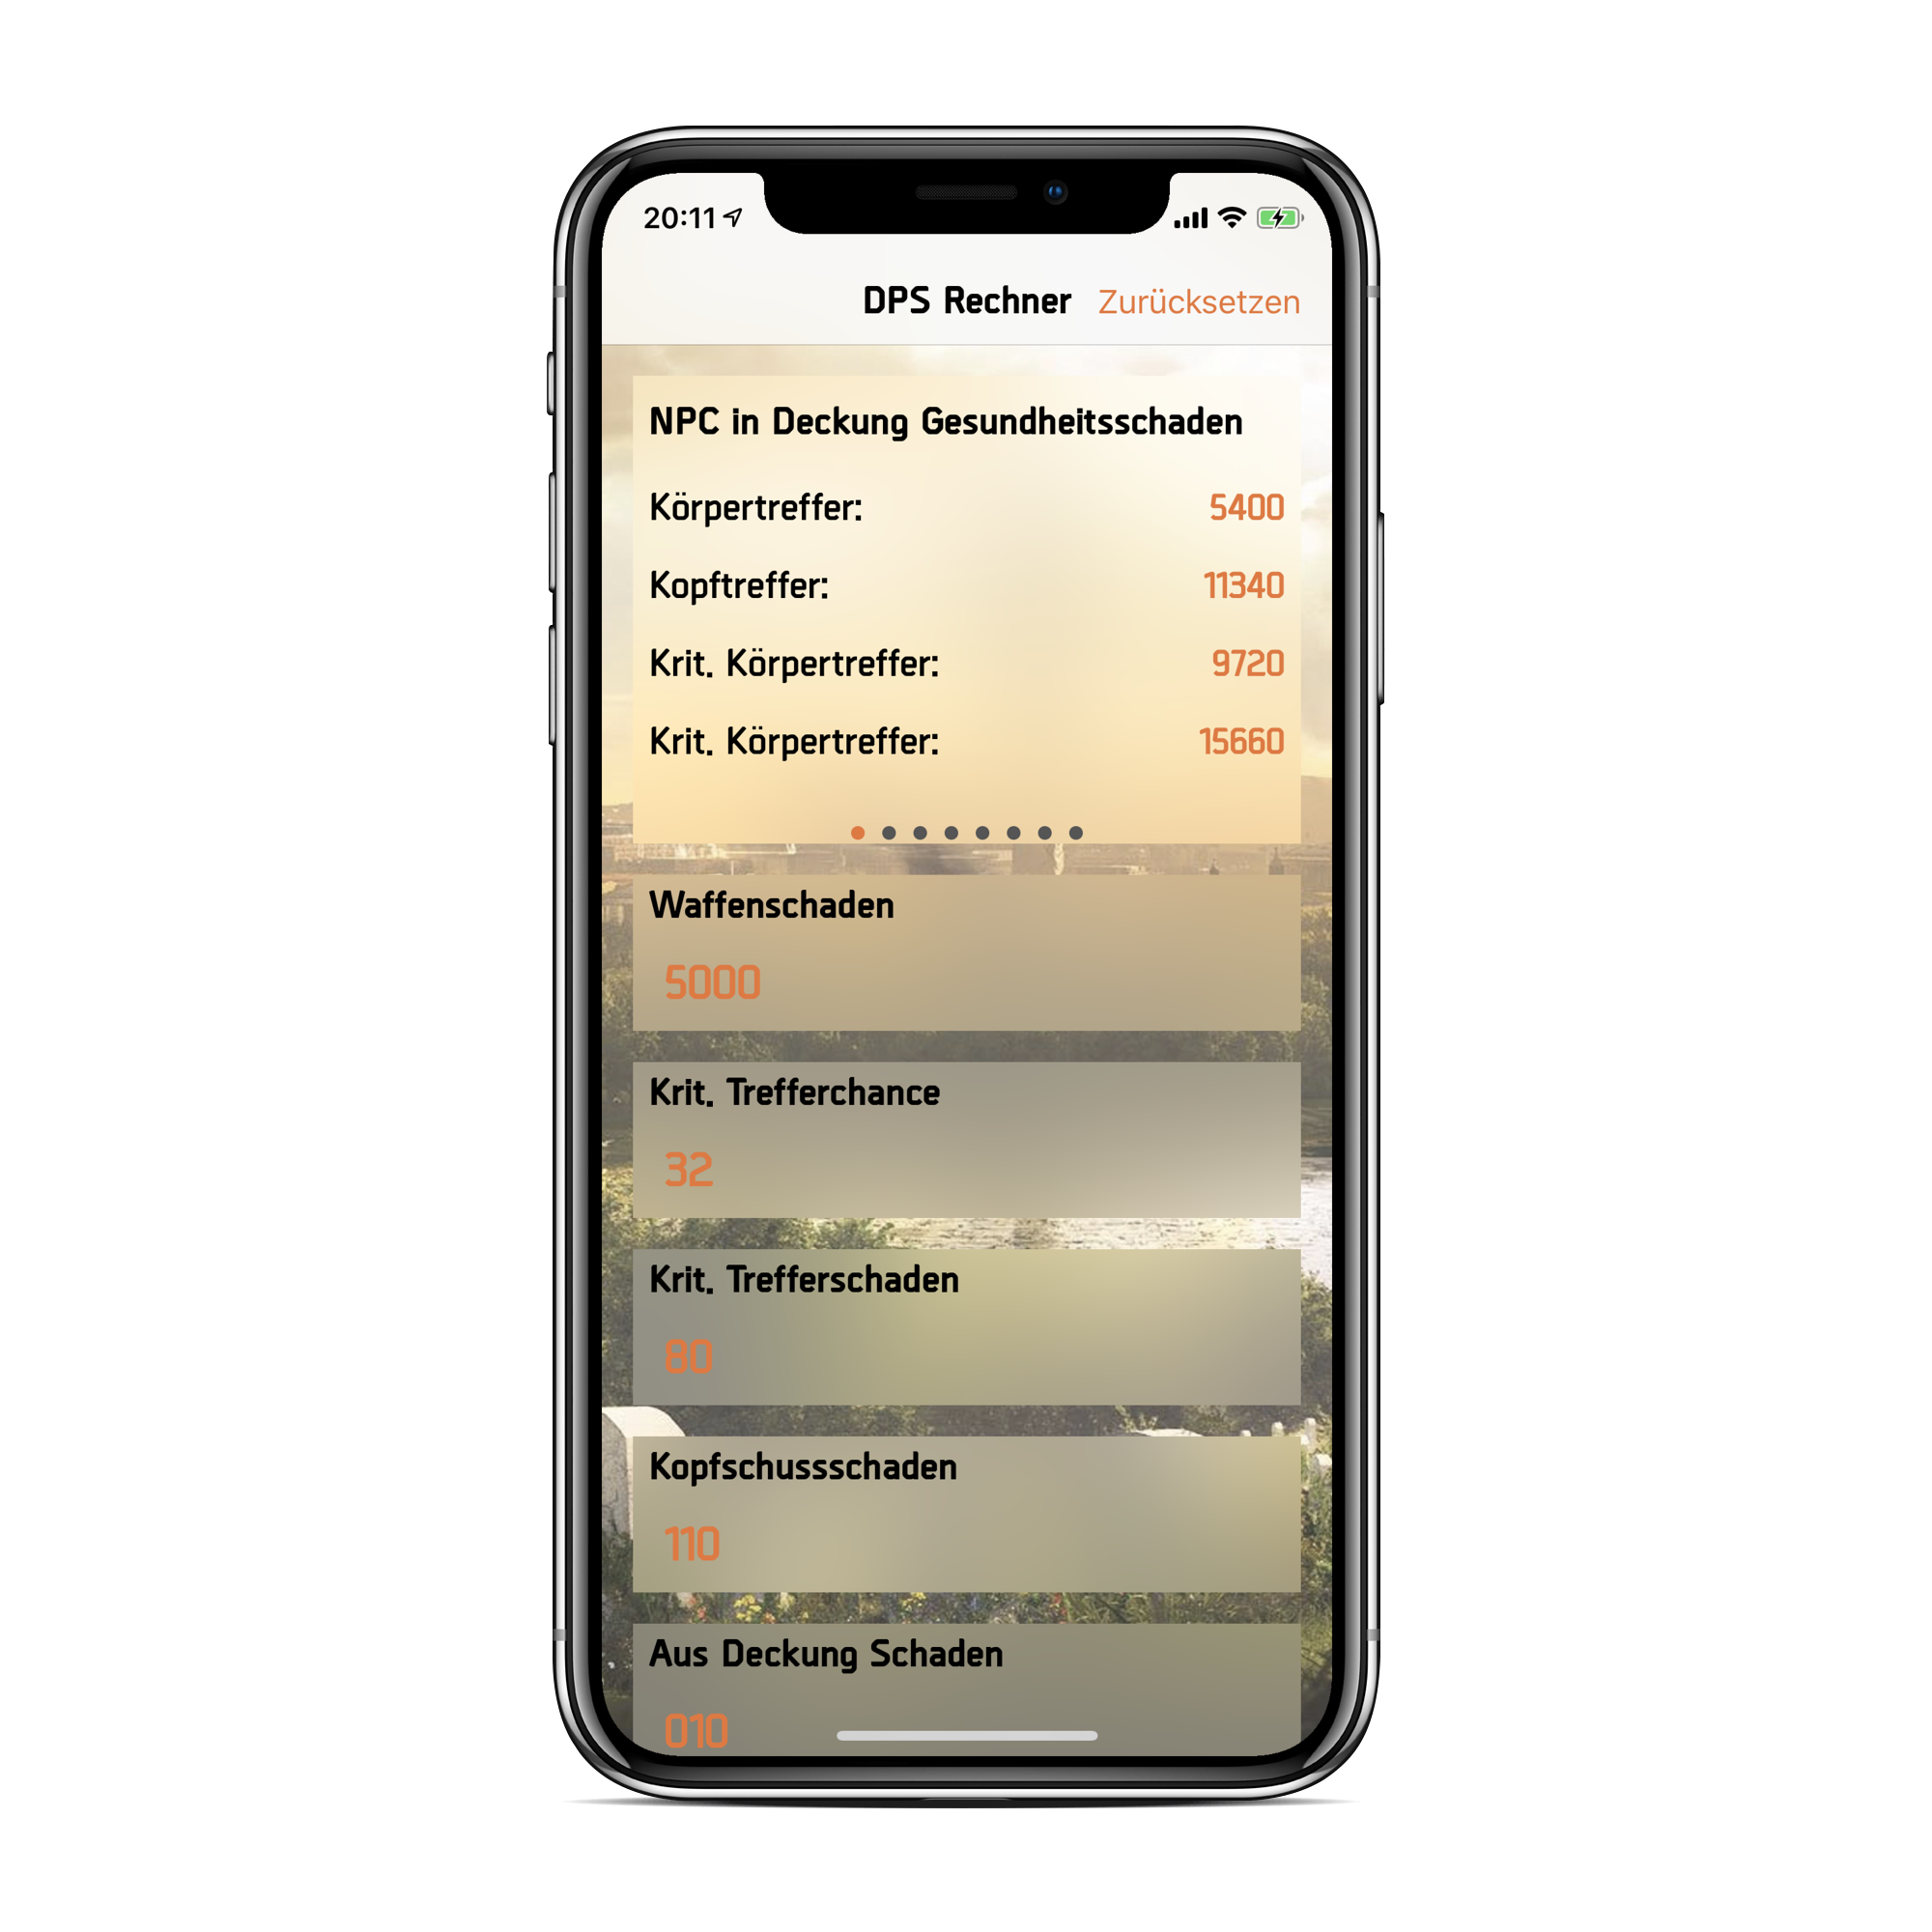 20:11
DPS Rechner Zurücksetzen
NPC in Deckung Gesundheitsschaden
Körpertreffer: 5400
Kopftreffer: 11340
Krit. Körpertreffer: 9720
Krit. Körpertreffer: 15660
Waffenschaden
5000
Krit. Trefferchance
32
Krit. Trefferschaden
80
Kopfschussschaden
110
Aus Deckung Schaden
010